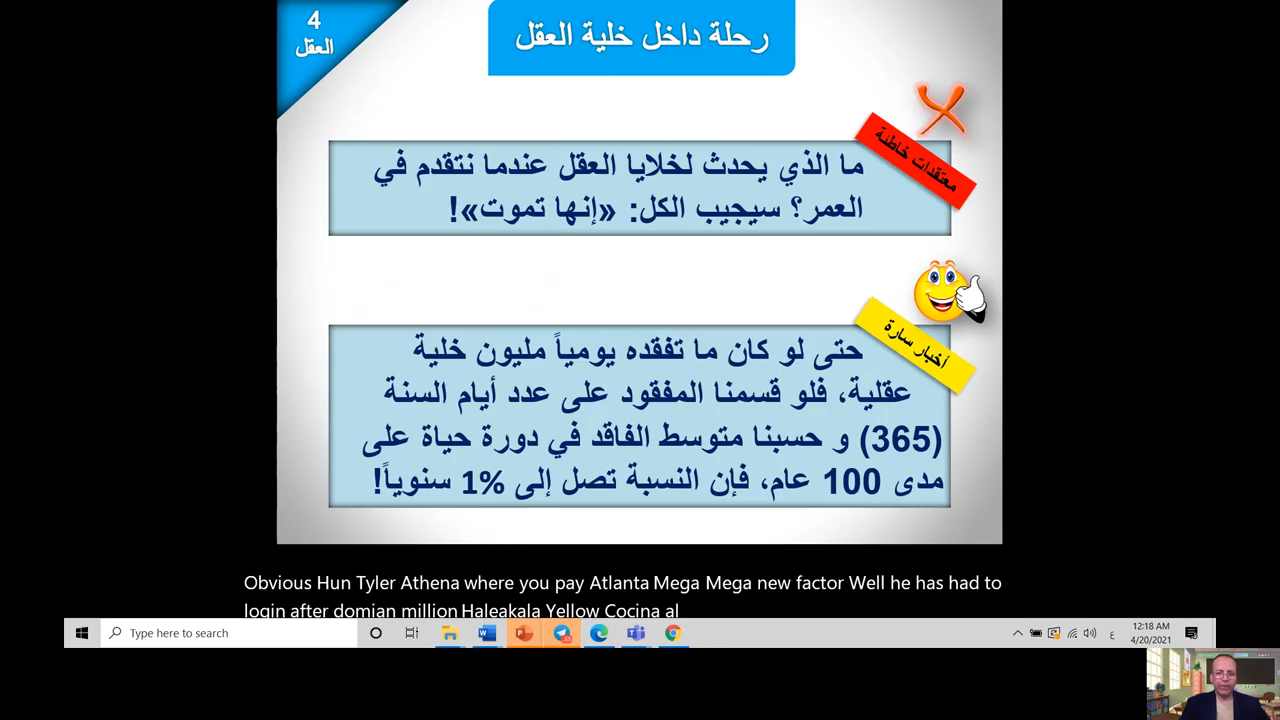 4
العقل
رحلة داخل خلية العقل
معتقدات خاطئة
ما الذي يحدث لخلايا العقل عندما نتقدم في
العمر؟ سيجيب الكل: «إنها تموت»!
أخبار سارة
حتى لو كان ما تفقده يومياً مليون خلية
عقلية، فلو قسمنا المفقود على عدد أيام السنة
(365) و حسبنا متوسط الفاقد في دورة حياة على
مدى 100 عام، فإن النسبة تصل إلى 1% سنوياً!
Obvious Hun Tyler Athena where you pay Atlanta Mega Mega new factor Well he has had to
login after domian million Haleakala Yellow Cocina al
Type here to search
ع
12:18 AM
4/20/2021